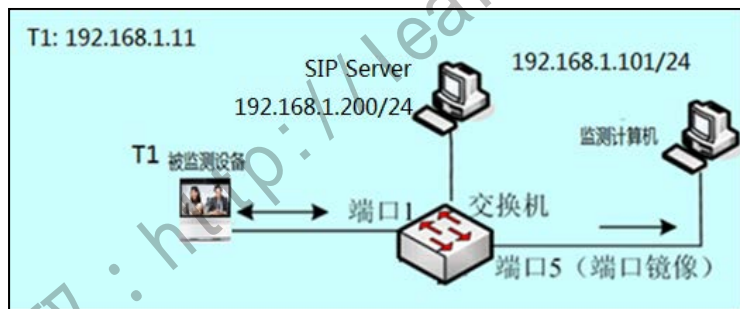 T1: 192.168.1.11
SIP Server
192.168.1.101/24
192.168.1.200/24
监测计算机
T1 被监测设备
端口1
交换机
端口5（端口镜像）
: http://lea